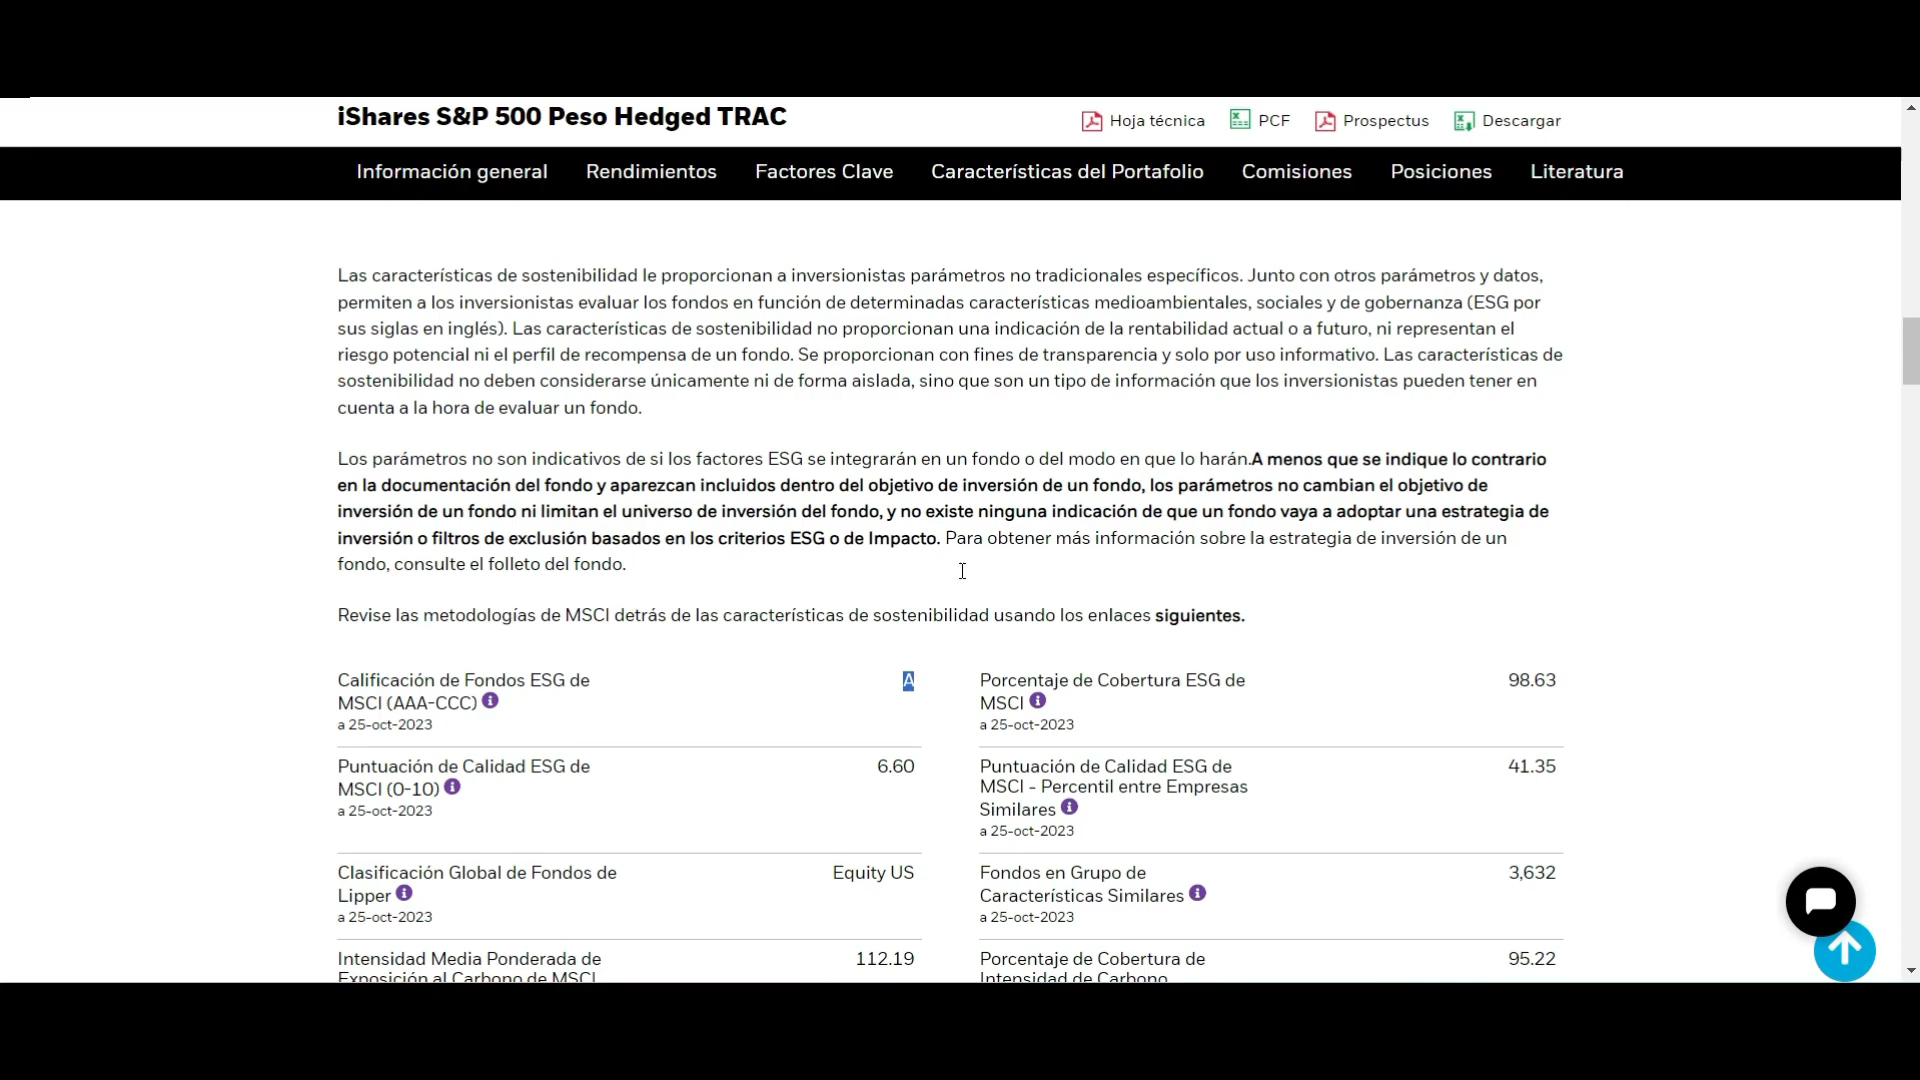 iShares S&P 500 Peso Hedged TRAC
Hoja técnica PCF Prospectus Descargar
Información general Rendimientos Factores Clave Características del Portafolio Comisiones Posiciones Literatura
Las características de sostenibilidad le proporcionan a inversionistas parámetros no tradicionales específicos. Junto con otros parámetros y datos,
permiten a los inversionistas evaluar los fondos en función de determinadas características medioambientales, sociales y de gobernanza (ESG por
sus siglas en inglés). Las características de sostenibilidad no proporcionan una indicación de la rentabilidad actual o a futuro, ni representan el
riesgo potencial ni el perfil de recompensa de un fondo. Se proporcionan con fines de transparencia y solo por uso informativo. Las características de
sostenibilidad no deben considerarse únicamente ni de forma aislada, sino que son un tipo de información que los inversionistas pueden tener en
cuenta a la hora de evaluar un fondo.
Los parámetros no son indicativos de si los factores ESG se integrarán en un fondo o del modo en que lo harán.A menos que se indique lo contrario
en la documentación del fondo y aparezcan incluidos dentro del objetivo de inversión de un fondo, los parámetros no cambian el objetivo de
inversión de un fondo ni limitan el universo de inversión del fondo, y no existe ninguna indicación de que un fondo vaya a adoptar una estrategia de
inversión o filtros de exclusión basados en los criterios ESG o de Impacto. Para obtener más información sobre la estrategia de inversión de un
fondo, consulte el folleto del fondo.
Revise las metodologías de MSCI detrás de las características de sostenibilidad usando los enlaces siguientes.
Calificación de Fondos ESG de A
MSCI (AAA-CCC)
a 25-oct-2023
Porcentaje de Cobertura ESG de 98.63
MSCI
a 25-oct-2023
Puntuación de Calidad ESG de 6.60
MSCI (0-10)
a 25-oct-2023
Puntuación de Calidad ESG de 41.35
MSCI - Percentil entre Empresas
Similares
a 25-oct-2023
Clasificación Global de Fondos de Equity US
Lipper
a 25-oct-2023
Fondos en Grupo de 3,632
Características Similares
a 25-oct-2023
Intensidad Media Ponderada de 112.19
Exposición al Carbono de MSCI
Porcentaje de Cobertura de 95.22
Intensidad de Carbono